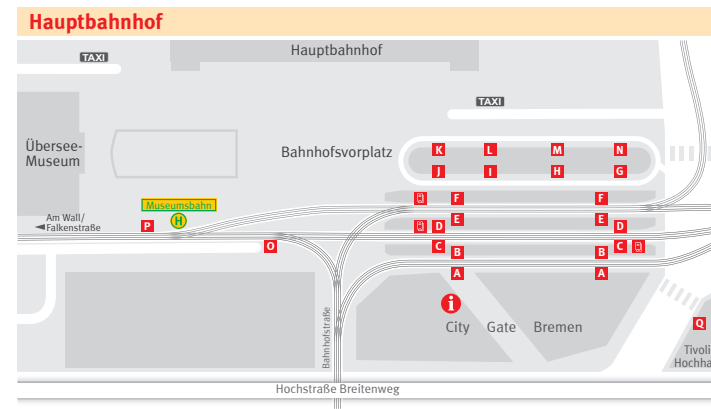 Hauptbahnhof
Hauptbahnhof
TAXI
TAXI
Übersee-
Museum
Bahnhofsvorplatz
K L M N
J I H G
Museumsbahn
H
F F
E E
Am Wall/
Falkenstraße
P
D D
O
C B B C
A A
i
City Gate Bremen
Q
Tivoli
Hochha
Bahnhofstraße
Hochstraße Breitenweg